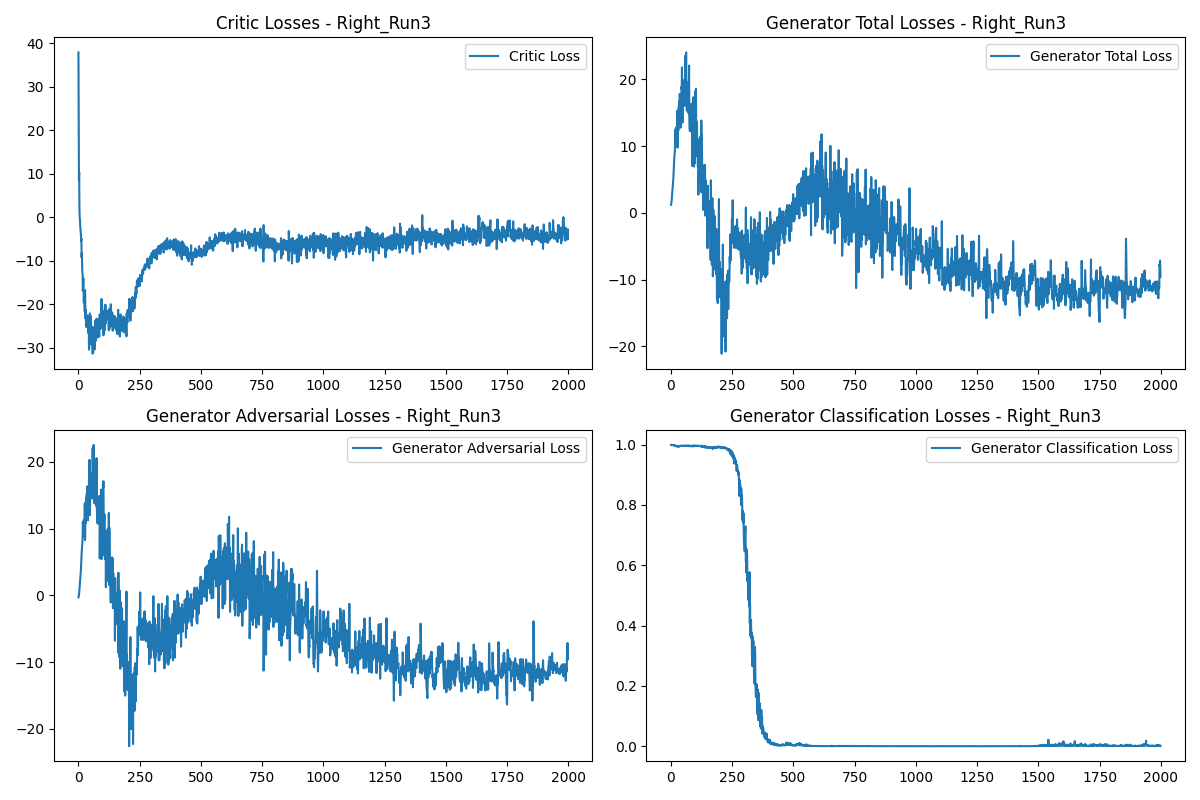 Critic Losses - Right_Run3
40
30
20
10
0
−10
−20
−30
Critic Loss
0 250 500 750 1000 1250 1500 1750 2000
Generator Total Losses - Right_Run3
20
10
0
−10
−20
Generator Total Loss
0 250 500 750 1000 1250 1500 1750 2000
Generator Adversarial Losses - Right_Run3
20
10
0
−10
−20
Generator Adversarial Loss
0 250 500 750 1000 1250 1500 1750 2000
Generator Classification Losses - Right_Run3
1.0
0.8
0.6
0.4
0.2
0.0
Generator Classification Loss
0 250 500 750 1000 1250 1500 1750 2000